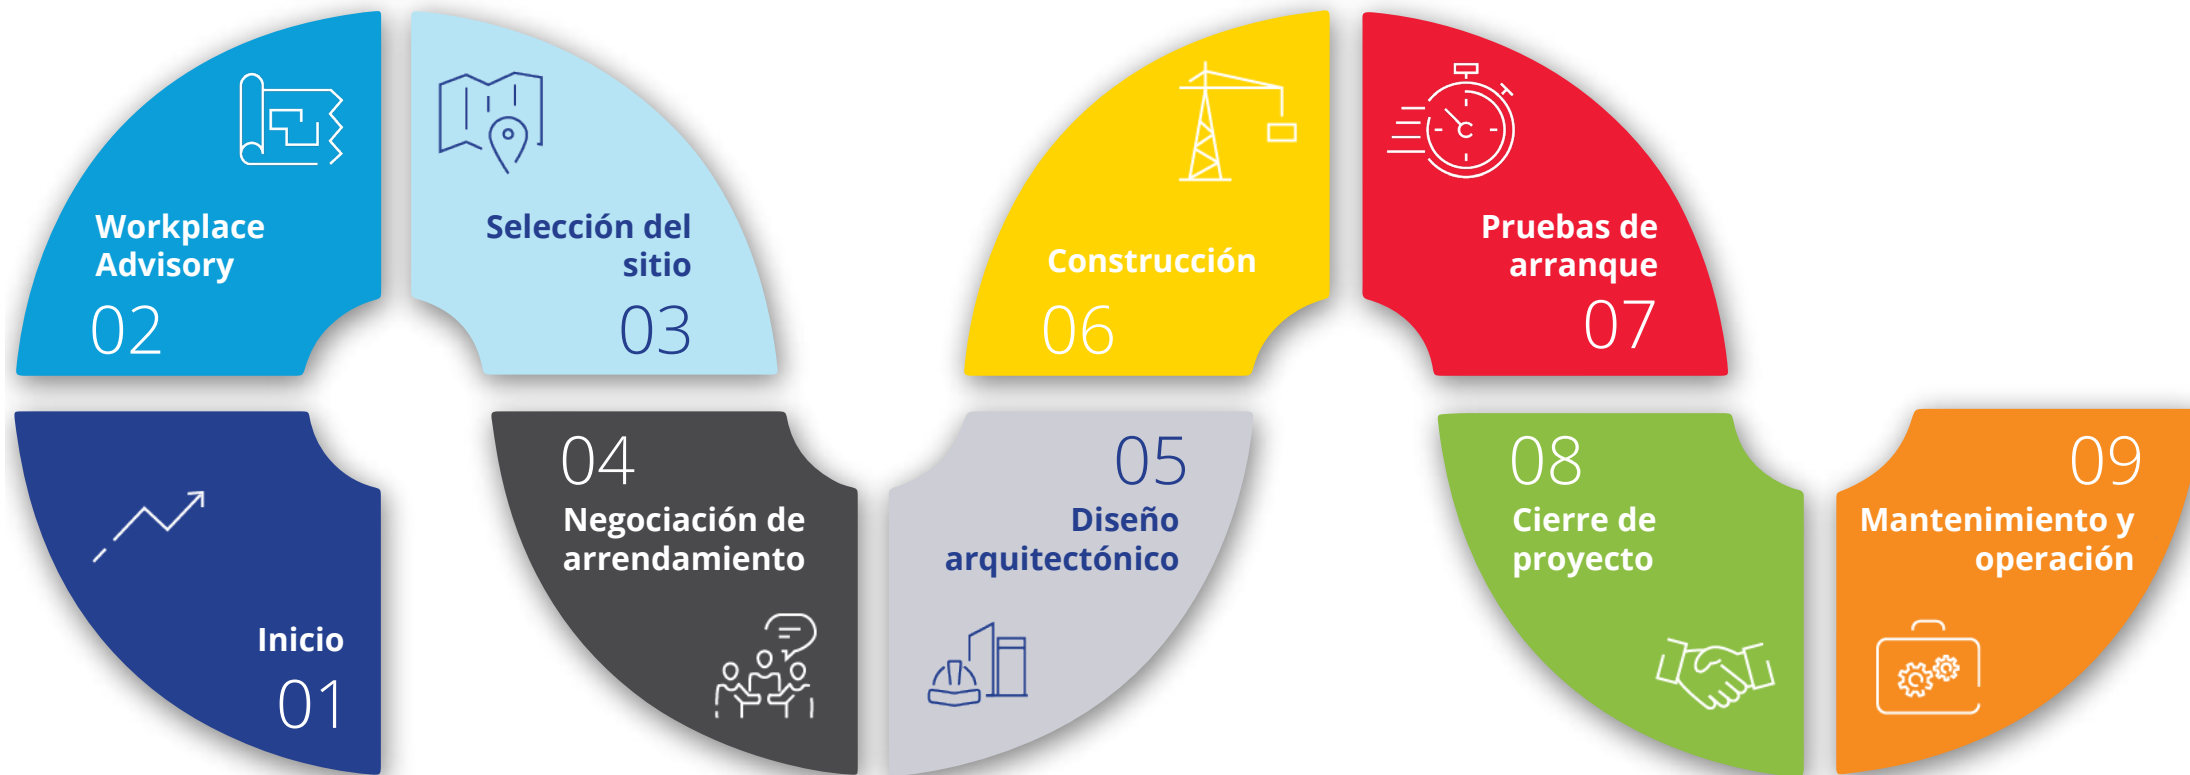 Inicio
01
Workplace
Advisory
02
Selección del
sitio
03
04
Negociación de
arrendamiento
05
Diseño
arquitectónico
Construcción
06
Pruebas de
arranque
07
08
Cierre de
proyecto
09
Mantenimiento y
operación